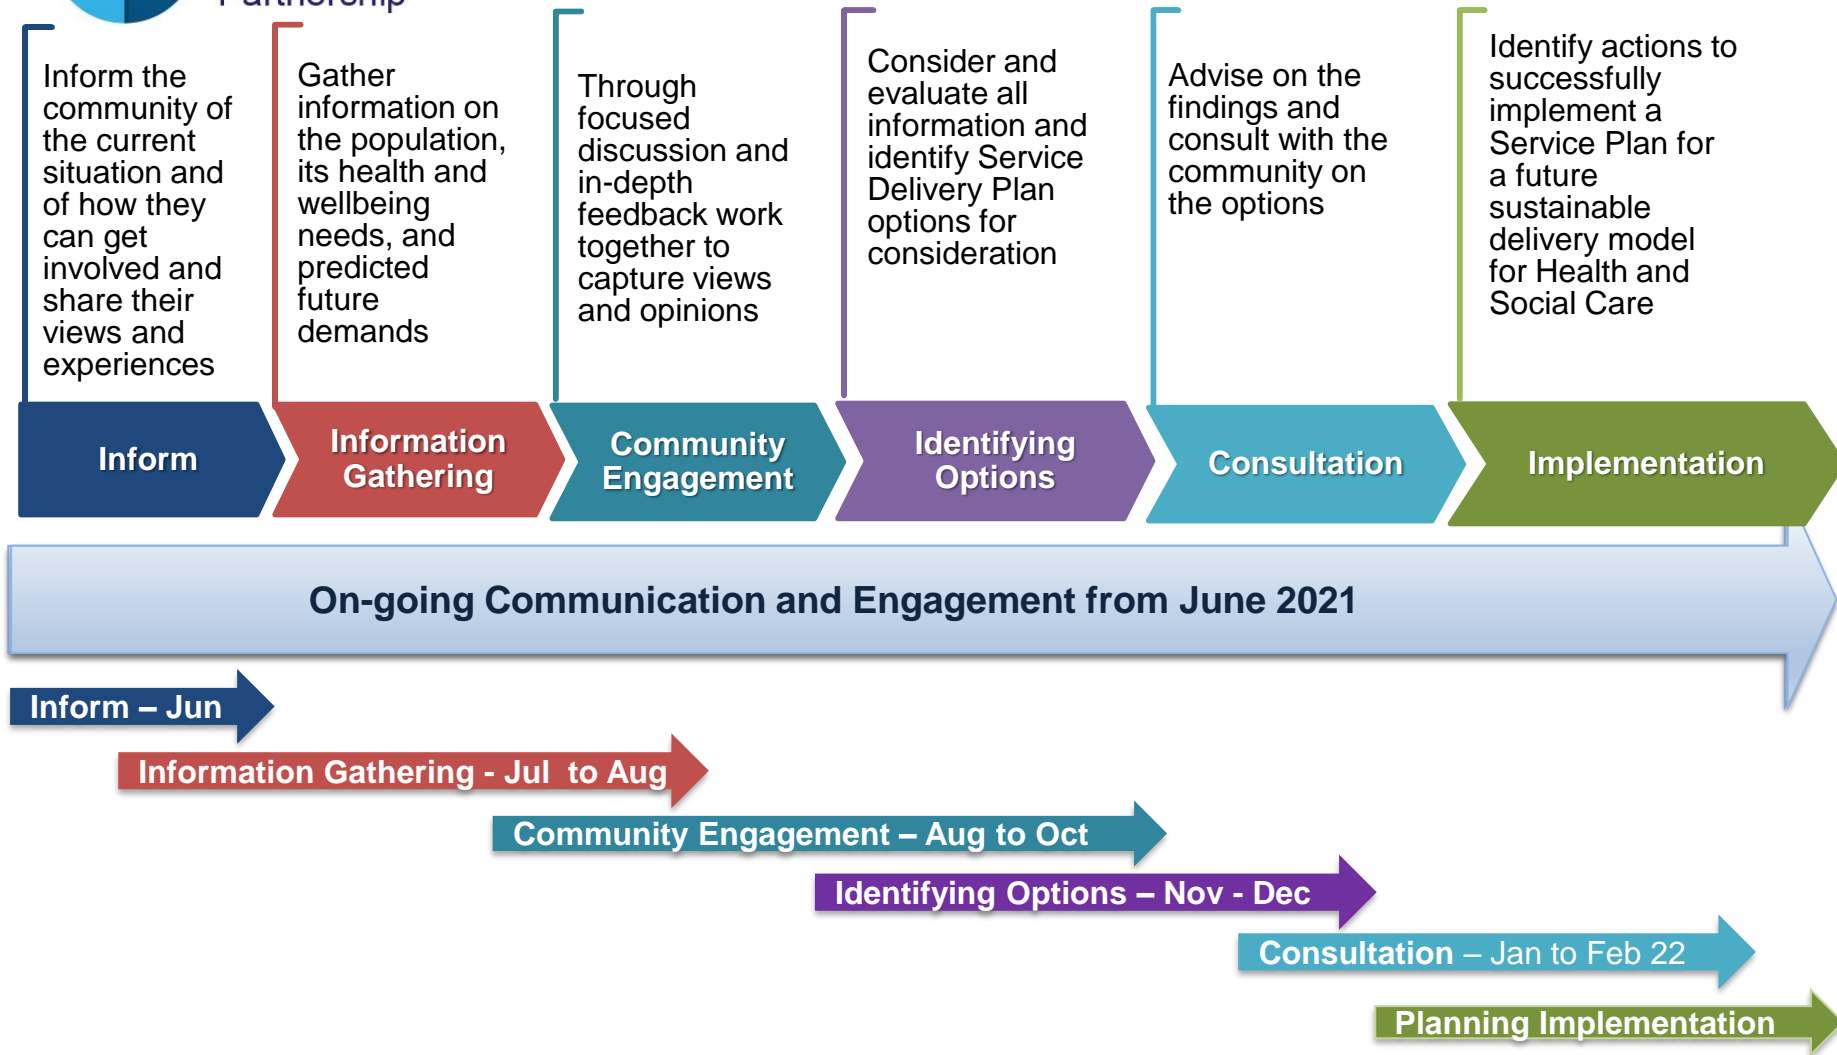 Partnership
Inform the
community of
the current
situation and
of how they
can get
involved and
share their
views and
experiences
Gather
information on
the population,
its health and
wellbeing
needs, and
predicted
future
demands
Through
focused
discussion and
in-depth
feedback work
together to
capture views
and opinions
Consider and
evaluate all
information and
identify Service
Delivery Plan
options for
consideration
Advise on the
findings and
consult with the
community on
the options
Identify actions to
successfully
implement a
Service Plan for
a future
sustainable
delivery model
for Health and
Social Care
Inform
Information
Gathering
Community
Engagement
Identifying
Options
Consultation
Implementation
On-going Communication and Engagement from June 2021
Inform – Jun
Information Gathering - Jul  to Aug
Community Engagement – Aug to Oct
Identifying Options – Nov - Dec
Consultation – Jan to Feb 22
Planning Implementation